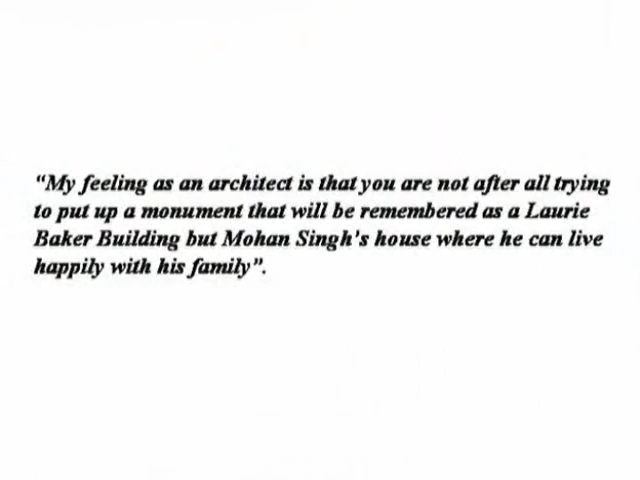 “My feeling as an architect is that you are not after all trying
to put up a monument that will be remembered as a Laurie
Baker Building but Mohan Singh’s house where he can live
happily with his family”.